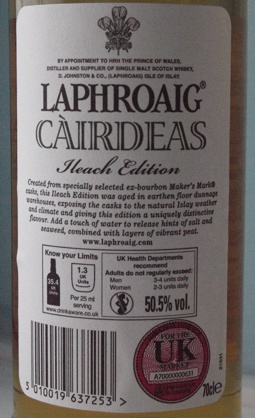 BY APPOINTMENT TO HRH THE PRINCE OF WALES,
DISTILLER AND SUPPLIER OF SINGLE MALT SCOTCH WHISKY,
D. JOHNSTON & CO., (LAPHROAIG) ISLE OF ISLAY.
LAPHROAIG®
CÀIRDEAS
Ileach Edition
Created from specially selected ex-bourbon Maker's Mark®
casks, this Ileach Edition was aged in earthen floor dunnage
warehouses, exposing the casks to the natural Islay weather
and climate and giving this edition a uniquely distinctive
flavour. Add a touch of water to release hints of salt and
seaweed, combined with layers of vibrant peat.
www.laphroaig.com
Know your Limits
35.4
UK
Units
1.3
UK
Units
Per 25 ml
serving
www.drinkaware.co.uk
UK Health Departments
recommend
Adults do not regularly exceed:
Men 3-4 units daily
Women 2-3 units daily
50.5% vol.
5 010019 637253 >
FOR THE
UK
MARKET
A70000000631
70cl e